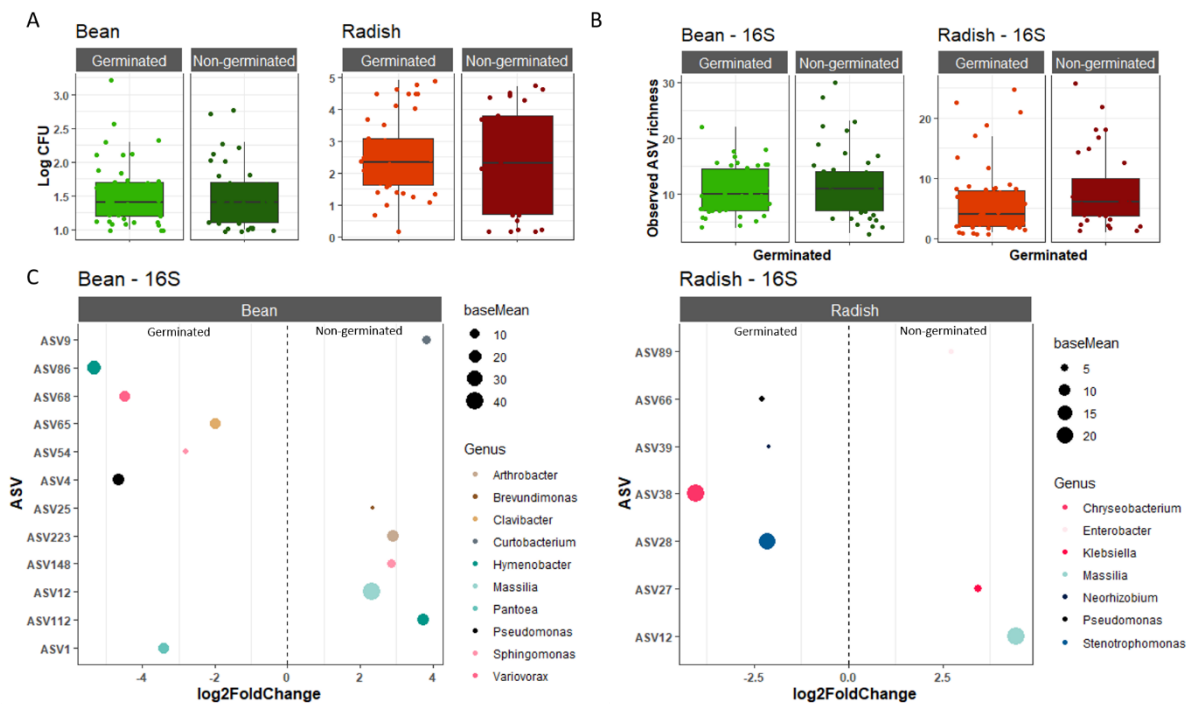 A
Bean
Germinated
Non-germinated
Log CFU
3.0
2.5
2.0
1.5
1.0
Radish
Germinated
Non-germinated
5
4
3
2
1
0
B
Bean - 16S
Germinated
Non-germinated
Observed ASV richness
30
20
10
Radish - 16S
Germinated
Non-germinated
20
10
0
Germinated
Germinated
C
Bean - 16S
Bean
Germinated
Non-germinated
ASV
ASV9
ASV86
ASV68
ASV65
ASV54
ASV4
ASV25
ASV223
ASV148
ASV12
ASV112
ASV1
-4
-2
0
2
4
log2FoldChange
baseMean
10
20
30
40
Genus
Arthrobacter
Brevundimonas
Clavibacter
Curtobacterium
Hymenobacter
Massilia
Pantoea
Pseudomonas
Sphingomonas
Variovorax
Radish - 16S
Radish
Germinated
Non-germinated
ASV
ASV89
ASV66
ASV39
ASV38
ASV28
ASV27
ASV12
-2.5
0.0
2.5
log2FoldChange
baseMean
5
10
15
20
Genus
Chryseobacterium
Enterobacter
Klebsiella
Massilia
Neorhizobium
Pseudomonas
Stenotrophomonas